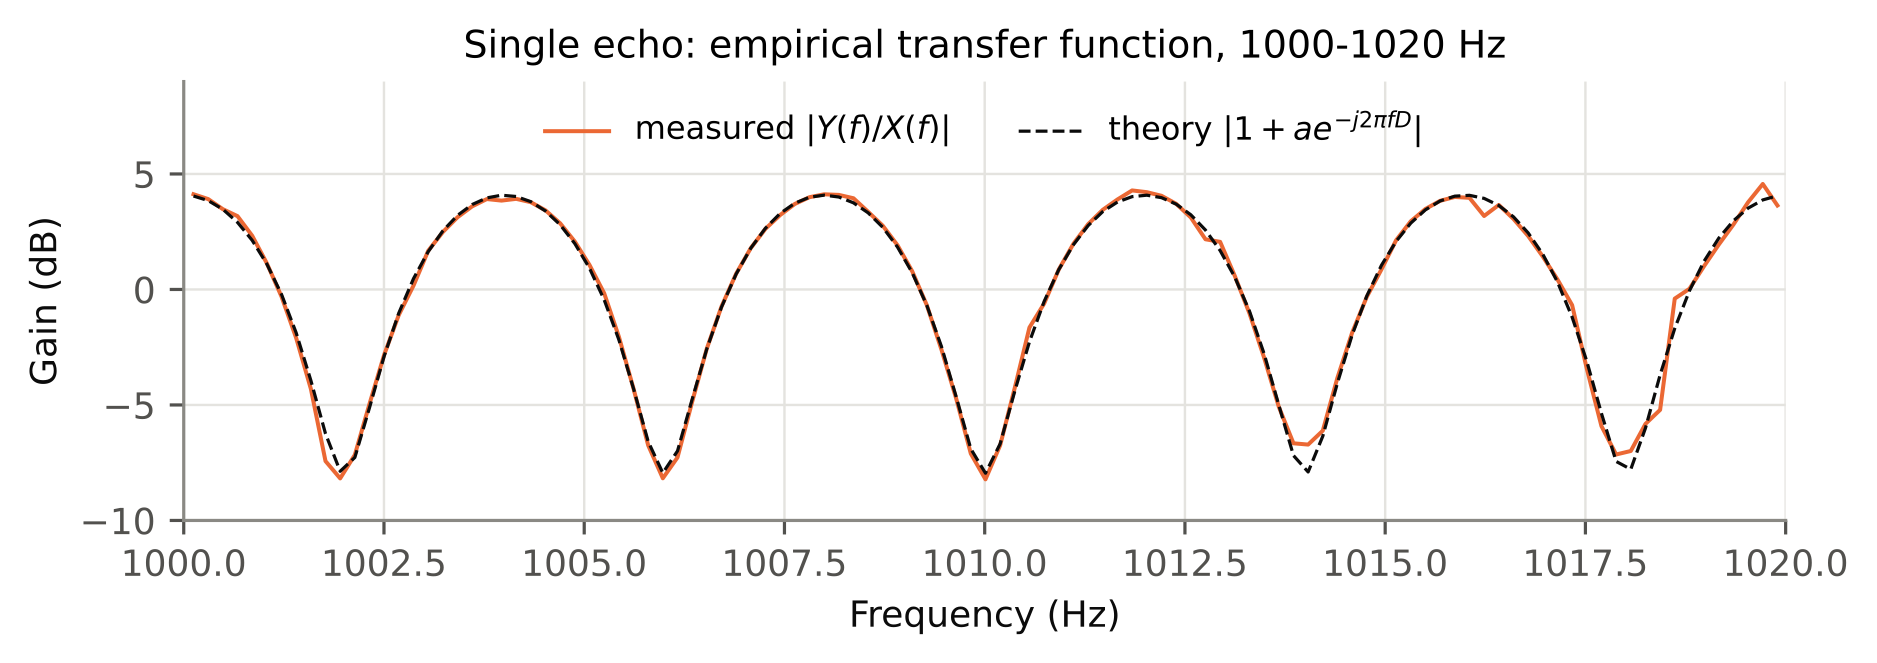 Single echo: empirical transfer function, 1000-1020 Hz
measured |Y(f)/X(f)| theory |1 + ae^{−j2πfD}|
Gain (dB)
5
0
−5
−10
1000.0 1002.5 1005.0 1007.5 1010.0 1012.5 1015.0 1017.5 1020.0
Frequency (Hz)